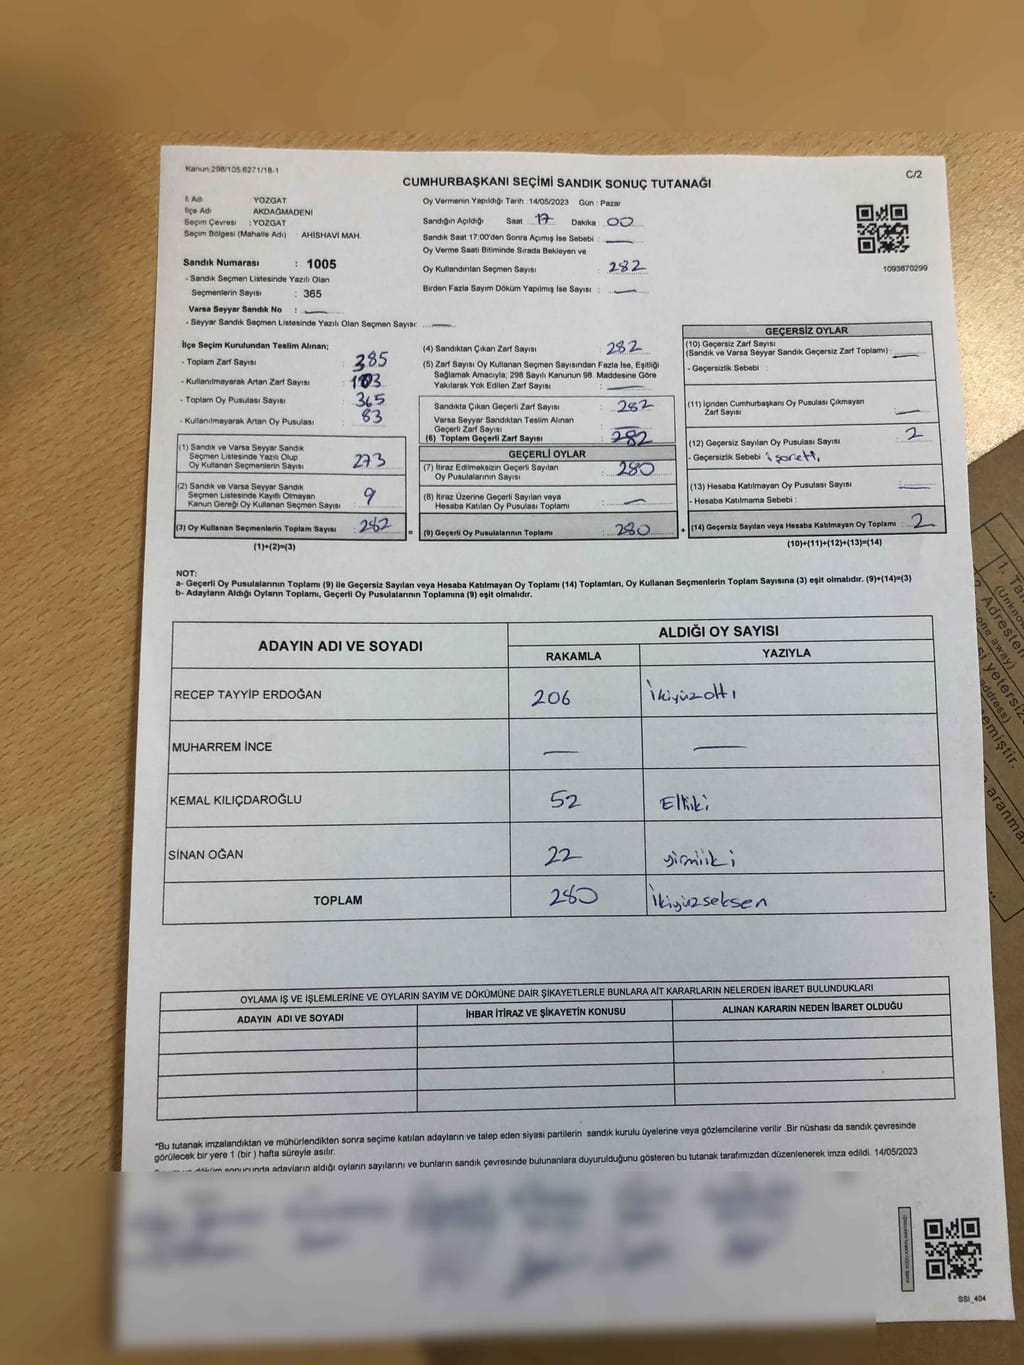 Kanun:298/105.6271/16-1
C/2
CUMHURBAŞKANI SEÇİMİ SANDIK SONUÇ TUTANAĞI
İl Adı YOZGAT
İlçe Adı AKDAĞMADENİ
Seçim Çevresi : YOZGAT
Seçim Bölgesi (Mahalle Adı) : AHİSHAVİ MAH.
Sandık Numarası : 1005
- Sandık Seçmen Listesinde Yazılı Olan
Seçmenlerin Sayısı : 365
Varsa Seyyar Sandık No : —
- Seyyar Sandık Seçmen Listesinde Yazılı Olan Seçmen Sayısı: —
Oy Vermenin Yapıldığı Tarih : 14/05/2023 Gün : Pazar
Sandığın Açıldığı Saat : 17 Dakika : 00
Sandık Saat 17:00'den Sonra Açımış İse Sebebi : —
Oy Verme Saati Bitiminde Sırada Bekleyen ve
Oy Kullandırılan Seçmen Sayısı : 282
Birden Fazla Sayım Döküm Yapılmış İse Sayısı : —
1093870299
İlçe Seçim Kurulundan Teslim Alınan;
- Toplam Zarf Sayısı : 385
- Kullanılmayarak Artan Zarf Sayısı : 103
- Toplam Oy Pusulası Sayısı : 365
- Kullanılmayarak Artan Oy Pusulası : 83
(1) Sandık ve Varsa Seyyar Sandık
Seçmen Listesinde Yazılı Olup
Oy Kullanan Seçmenlerin Sayısı : 273
(2) Sandık ve Varsa Seyyar Sandık
Seçmen Listesinde Kayıtlı Olmayan
Kanun Gereği Oy Kullanan Seçmen Sayısı : 9
(3) Oy Kullanan Seçmenlerin Toplam Sayısı : 282
(1)+(2)=(3)
=
(4) Sandıktan Çıkan Zarf Sayısı : 282
(5) Zarf Sayısı Oy Kullanan Seçmen Sayısından Fazla İse, Eşitliği
Sağlamak Amacıyla; 298 Sayılı Kanunun 98. Maddesine Göre
Yakılarak Yok Edilen Zarf Sayısı : —
Sandıkta Çıkan Geçerli Zarf Sayısı : 282
Varsa Seyyar Sandıktan Teslim Alınan
Geçerli Zarf Sayısı : —
(6) Toplam Geçerli Zarf Sayısı : 282
GEÇERLİ OYLAR
(7) İtiraz Edilmeksizin Geçerli Sayılan
Oy Pusulasının Sayısı : 280
(8) İtiraz Üzerine Geçerli Sayılan veya
Hesaba Katılan Oy Pusulası Toplamı : —
(9) Geçerli Oy Pusulalarının Toplamı : 280
+
GEÇERSİZ OYLAR
(10) Geçersiz Zarf Sayısı
(Sandık ve Varsa Seyyar Sandık Geçersiz Zarf Toplamı) : —
- Geçersizlik Sebebi :
(11) İçinden Cumhurbaşkanı Oy Pusulası Çıkmayan
Zarf Sayısı : —
(12) Geçersiz Sayılan Oy Pusulası Sayısı : 2
- Geçersizlik Sebebi : işaretli
(13) Hesaba Katılmayan Oy Pusulası Sayısı : —
- Hesaba Katılmama Sebebi :
(14) Geçersiz Sayılan veya Hesaba Katılmayan Oy Toplamı : 2
(10)+(11)+(12)+(13)=(14)
NOT:
a- Geçerli Oy Pusulalarının Toplamı (9) ile Geçersiz Sayılan veya Hesaba Katılmayan Oy Toplamı (14) Toplamları, Oy Kullanan Seçmenlerin Toplam Sayısına (3) eşit olmalıdır. (9)+(14)=(3)
b- Adayların Aldığı Oyların Toplamı, Geçerli Oy Pusulalarının Toplamına (9) eşit olmalıdır.
ADAYIN ADI VE SOYADI ALDIĞI OY SAYISI
RAKAMLA YAZIYLA
RECEP TAYYİP ERDOĞAN 206 İkiyüzaltı
MUHARREM İNCE — —
KEMAL KILIÇDAROĞLU 52 Elliiki
SİNAN OĞAN 22 yirmiiki
TOPLAM 280 İkiyüzseksen
OYLAMA İŞ VE İŞLEMLERİNE VE OYLARIN SAYIM VE DÖKÜMÜNE DAİR ŞİKAYETLERLE BUNLARA AİT KARARLARIN NELERDEN İBARET BULUNDUKLARI
ADAYIN ADI VE SOYADI İHBAR İTİRAZ VE ŞİKAYETİN KONUSU ALINAN KARARIN NEDEN İBARET OLDUĞU
*Bu tutanak imzalandıktan ve mühürlendikten sonra seçime katılan adayların ve talep eden siyasi partilerin sandık kurulu üyelerine veya gözlemcilerine verilir .Bir nüshası da sandık çevresinde
görülecek bir yere 1 (bir ) hafta süreyle asılır.
döküm sonucunda adayların aldığı oyların sayılarını ve bunların sandık çevresinde bulunanlara duyurulduğunu gösteren bu tutanak tarafımızdan düzenlenerek imza edildi. 14/05/2023
SSI_404
1. Ta
(Unknow
one away)
2. Adresten
yetersiz
address)
emiştir.
aranma